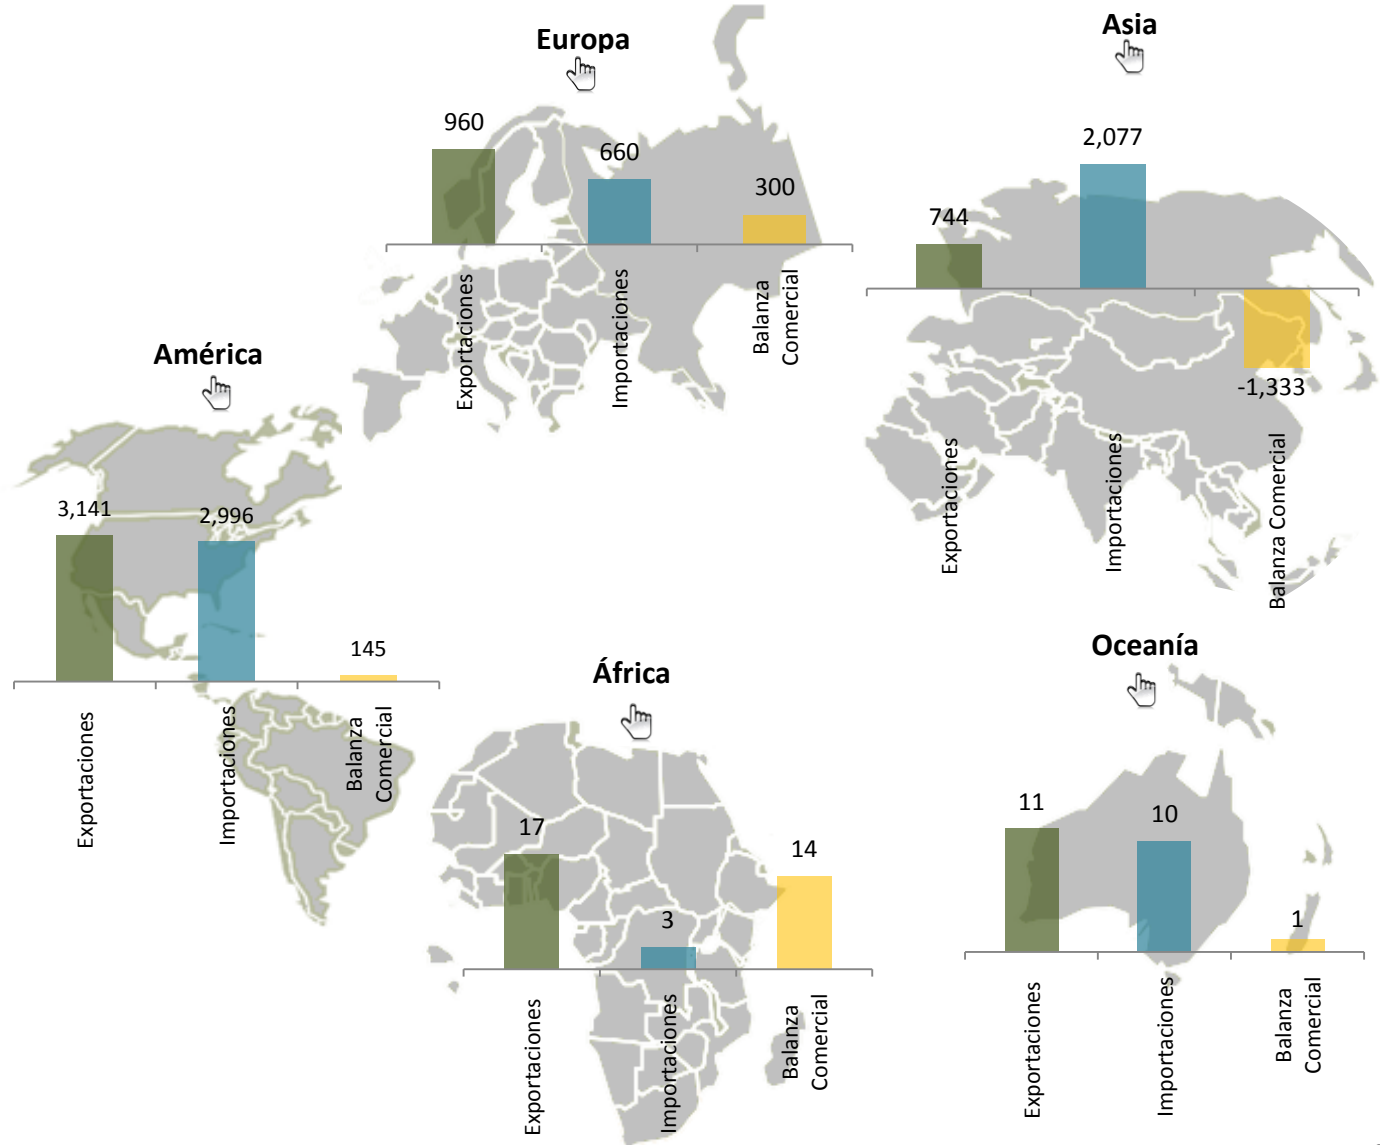 Europa
960
660
300
Exportaciones
Importaciones
Balanza
Comercial
Asia
744
2,077
-1,333
Exportaciones
Importaciones
Balanza Comercial
América
3,141
2,996
145
Exportaciones
Importaciones
Balanza
Comercial
África
17
3
14
Exportaciones
Importaciones
Balanza
Comercial
Oceanía
11
10
1
Exportaciones
Importaciones
Balanza
Comercial